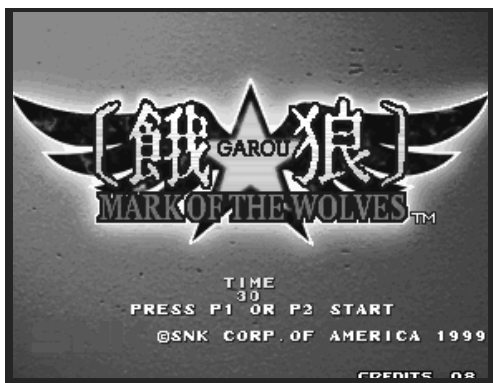 〔餓 GAROU 狼〕
MARK OF THE WOLVES TM
TIME
30
PRESS P1 OR P2 START
©SNK CORP. OF AMERICA 1999
CREDITS 08